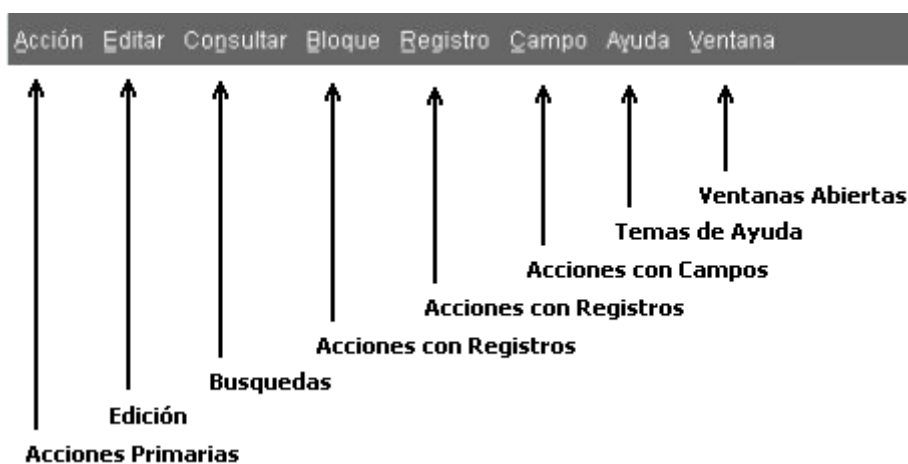 Acción Editar Consultar Bloque Registro Campo Ayuda Ventana
Ventanas Abiertas
Temas de Ayuda
Acciones con Campos
Acciones con Registros
Acciones con Registros
Busquedas
Edición
Acciones Primarias